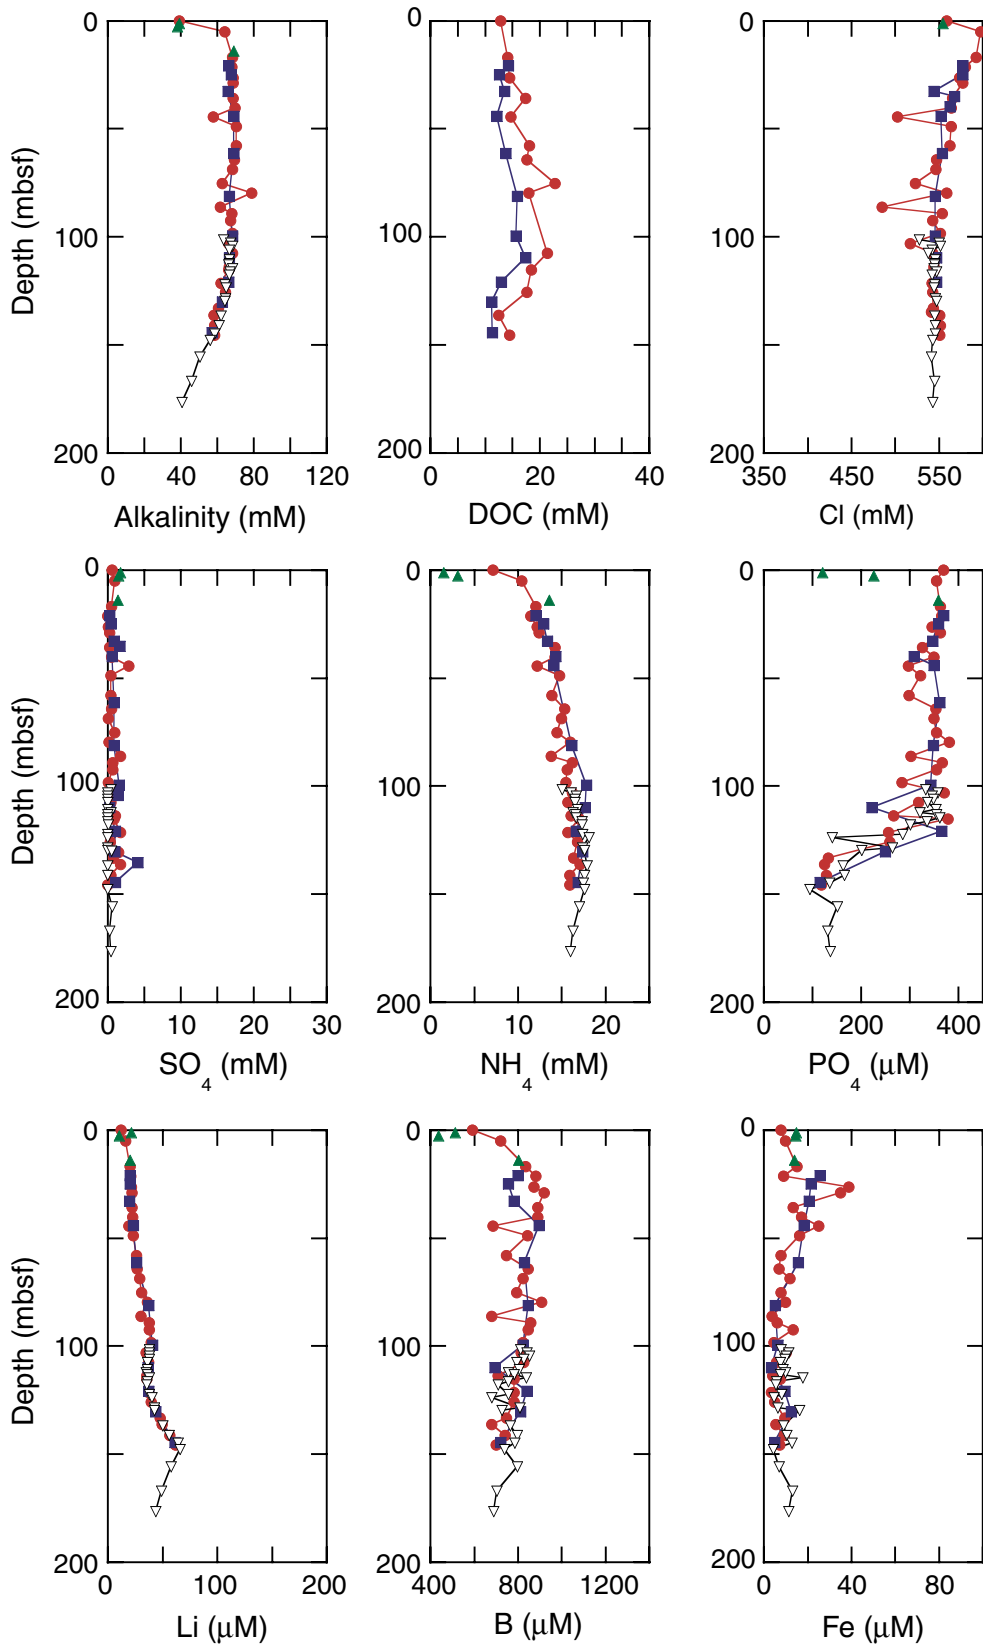 0
100
200
Depth (mbsf)
0 40 80 120
Alkalinity (mM)
0
100
200
0 20 40
DOC (mM)
0
100
200
350 450 550
Cl (mM)
0
100
200
Depth (mbsf)
0 10 20 30
SO4 (mM)
0
100
200
0 10 20
NH4 (mM)
0
100
200
0 200 400
PO4 (μM)
0
100
200
Depth (mbsf)
0 100 200
Li (μM)
0
100
200
400 800 1200
B (μM)
0
100
200
0 40 80
Fe (μM)